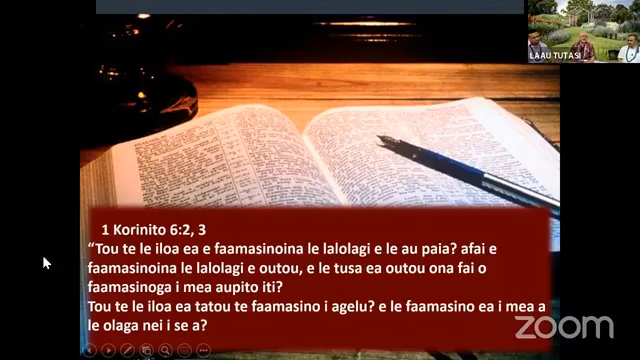 LAAU TUTASI
1 Korinito 6:2, 3
“Tou te le iloa ea e faamasinoina le lalolagi e le au paia? afai e
faamasinoina le lalolagi e outou, e le tusa ea outou ona fai o
faamasinoga i mea aupito iti?
Tou te le iloa ea tatou te faamasino i agelu? e le faamasino ea i mea a
le olaga nei i se a?
zoom